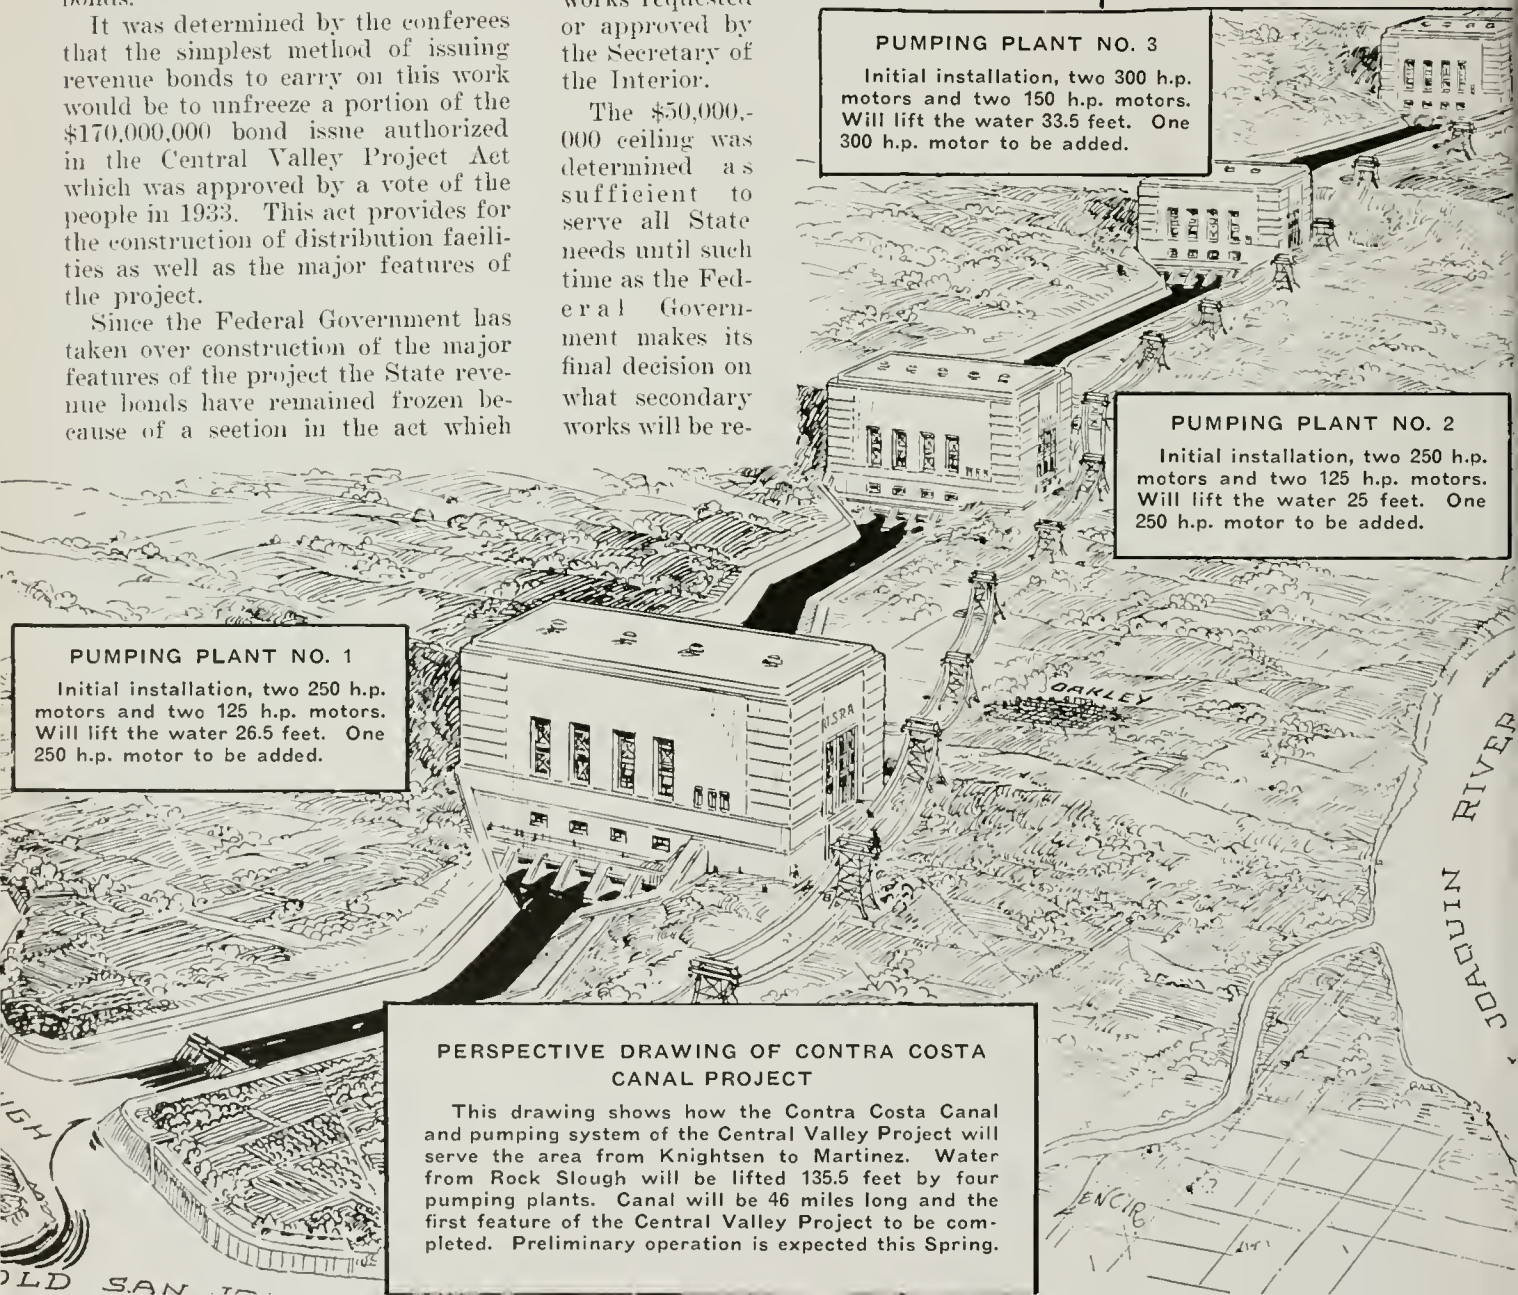 bonds.
It was determined by the conferees
that the simplest method of issuing
revenue bonds to carry on this work
would be to unfreeze a portion of the
$170,000,000 bond issue authorized
in the Central Valley Project Act
which was approved by a vote of the
people in 1933. This act provides for
the construction of distribution facili-
ties as well as the major features of
the project.
Since the Federal Government has
taken over construction of the major
features of the project the State reve-
nue bonds have remained frozen be-
cause of a section in the act which
works requested
or approved by
the Secretary of
the Interior.
The $50,000,-
000 ceiling was
determined as
sufficient to
serve all State
needs until such
time as the Fed-
eral Govern-
ment makes its
final decision on
what secondary
works will be re-
PUMPING PLANT NO. 3
Initial installation, two 300 h.p.
motors and two 150 h.p. motors.
Will lift the water 33.5 feet. One
300 h.p. motor to be added.
PUMPING PLANT NO. 2
Initial installation, two 250 h.p.
motors and two 125 h.p. motors.
Will lift the water 25 feet. One
250 h.p. motor to be added.
PUMPING PLANT NO. 1
Initial installation, two 250 h.p.
motors and two 125 h.p. motors.
Will lift the water 26.5 feet. One
250 h.p. motor to be added.
OAKLEY
JOAQUIN RIVER
PERSPECTIVE DRAWING OF CONTRA COSTA
CANAL PROJECT
This drawing shows how the Contra Costa Canal
and pumping system of the Central Valley Project will
serve the area from Knightsen to Martinez. Water
from Rock Slough will be lifted 135.5 feet by four
pumping plants. Canal will be 46 miles long and the
first feature of the Central Valley Project to be com-
pleted. Preliminary operation is expected this Spring.
OLD SAN